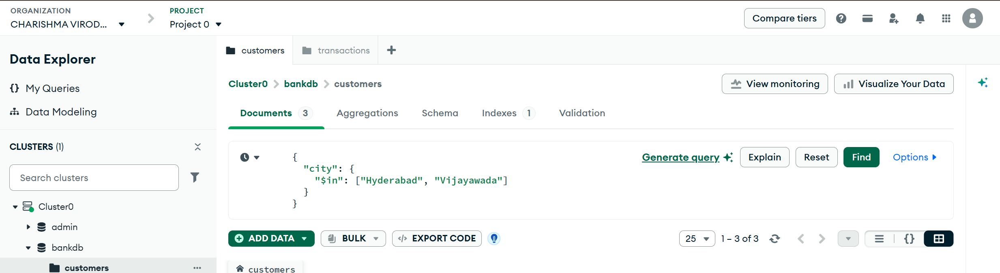 ORGANIZATION
CHARISHMA VIROD...
PROJECT
Project 0
Compare tiers
Data Explorer
My Queries
Data Modeling
CLUSTERS (1)
Search clusters
Cluster0
admin
bankdb
customers
customers
transactions
Cluster0 > bankdb > customers
View monitoring
Visualize Your Data
Documents 3
Aggregations
Schema
Indexes 1
Validation
{
"city": {
"$in": ["Hyderabad", "Vijayawada"]
}
}
Generate query
Explain
Reset
Find
Options
ADD DATA
BULK
EXPORT CODE
25
1 – 3 of 3
customers